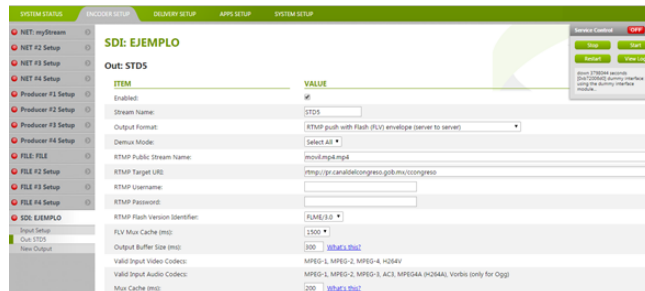 SYSTEM STATUS
ENCODER SETUP
DELIVERY SETUP
APPS SETUP
SYSTEM SETUP
NET: myStream
NET #2 Setup
NET #3 Setup
NET #4 Setup
Producer #1 Setup
Producer #2 Setup
Producer #3 Setup
Producer #4 Setup
FILE: FILE
FILE #2 Setup
FILE #3 Setup
FILE #4 Setup
SDI: EJEMPLO
Input Setup
Out: STD5
New Output
SDI: EJEMPLO
Out: STD5
ITEM VALUE
Enabled:
Stream Name: STD5
Output Format: RTMP push with Flash (FLV) envelope (server to server)
Demux Mode: Select All
RTMP Public Stream Name: movil.mp4.mp4
RTMP Target URI: rtmp://pr.canaldelcongreso.gob.mx/ccongreso
RTMP Username:
RTMP Password:
RTMP Flash Version Identifier: FLME/3.0
FLV Mux Cache (ms): 1500
Output Buffer Size (ms): 300 What's this?
Valid Input Video Codecs: MPEG-1, MPEG-2, MPEG-4, H264V
Valid Input Audio Codecs: MPEG-1, MPEG-2, MPEG-3, AC3, MPEG4A (H264A), Vorbis (only for Ogg)
Mux Cache (ms): 200 What's this?
Service Control OFF
Stop Start
Restart View Log
dummy interface
using the dummy interface
module...